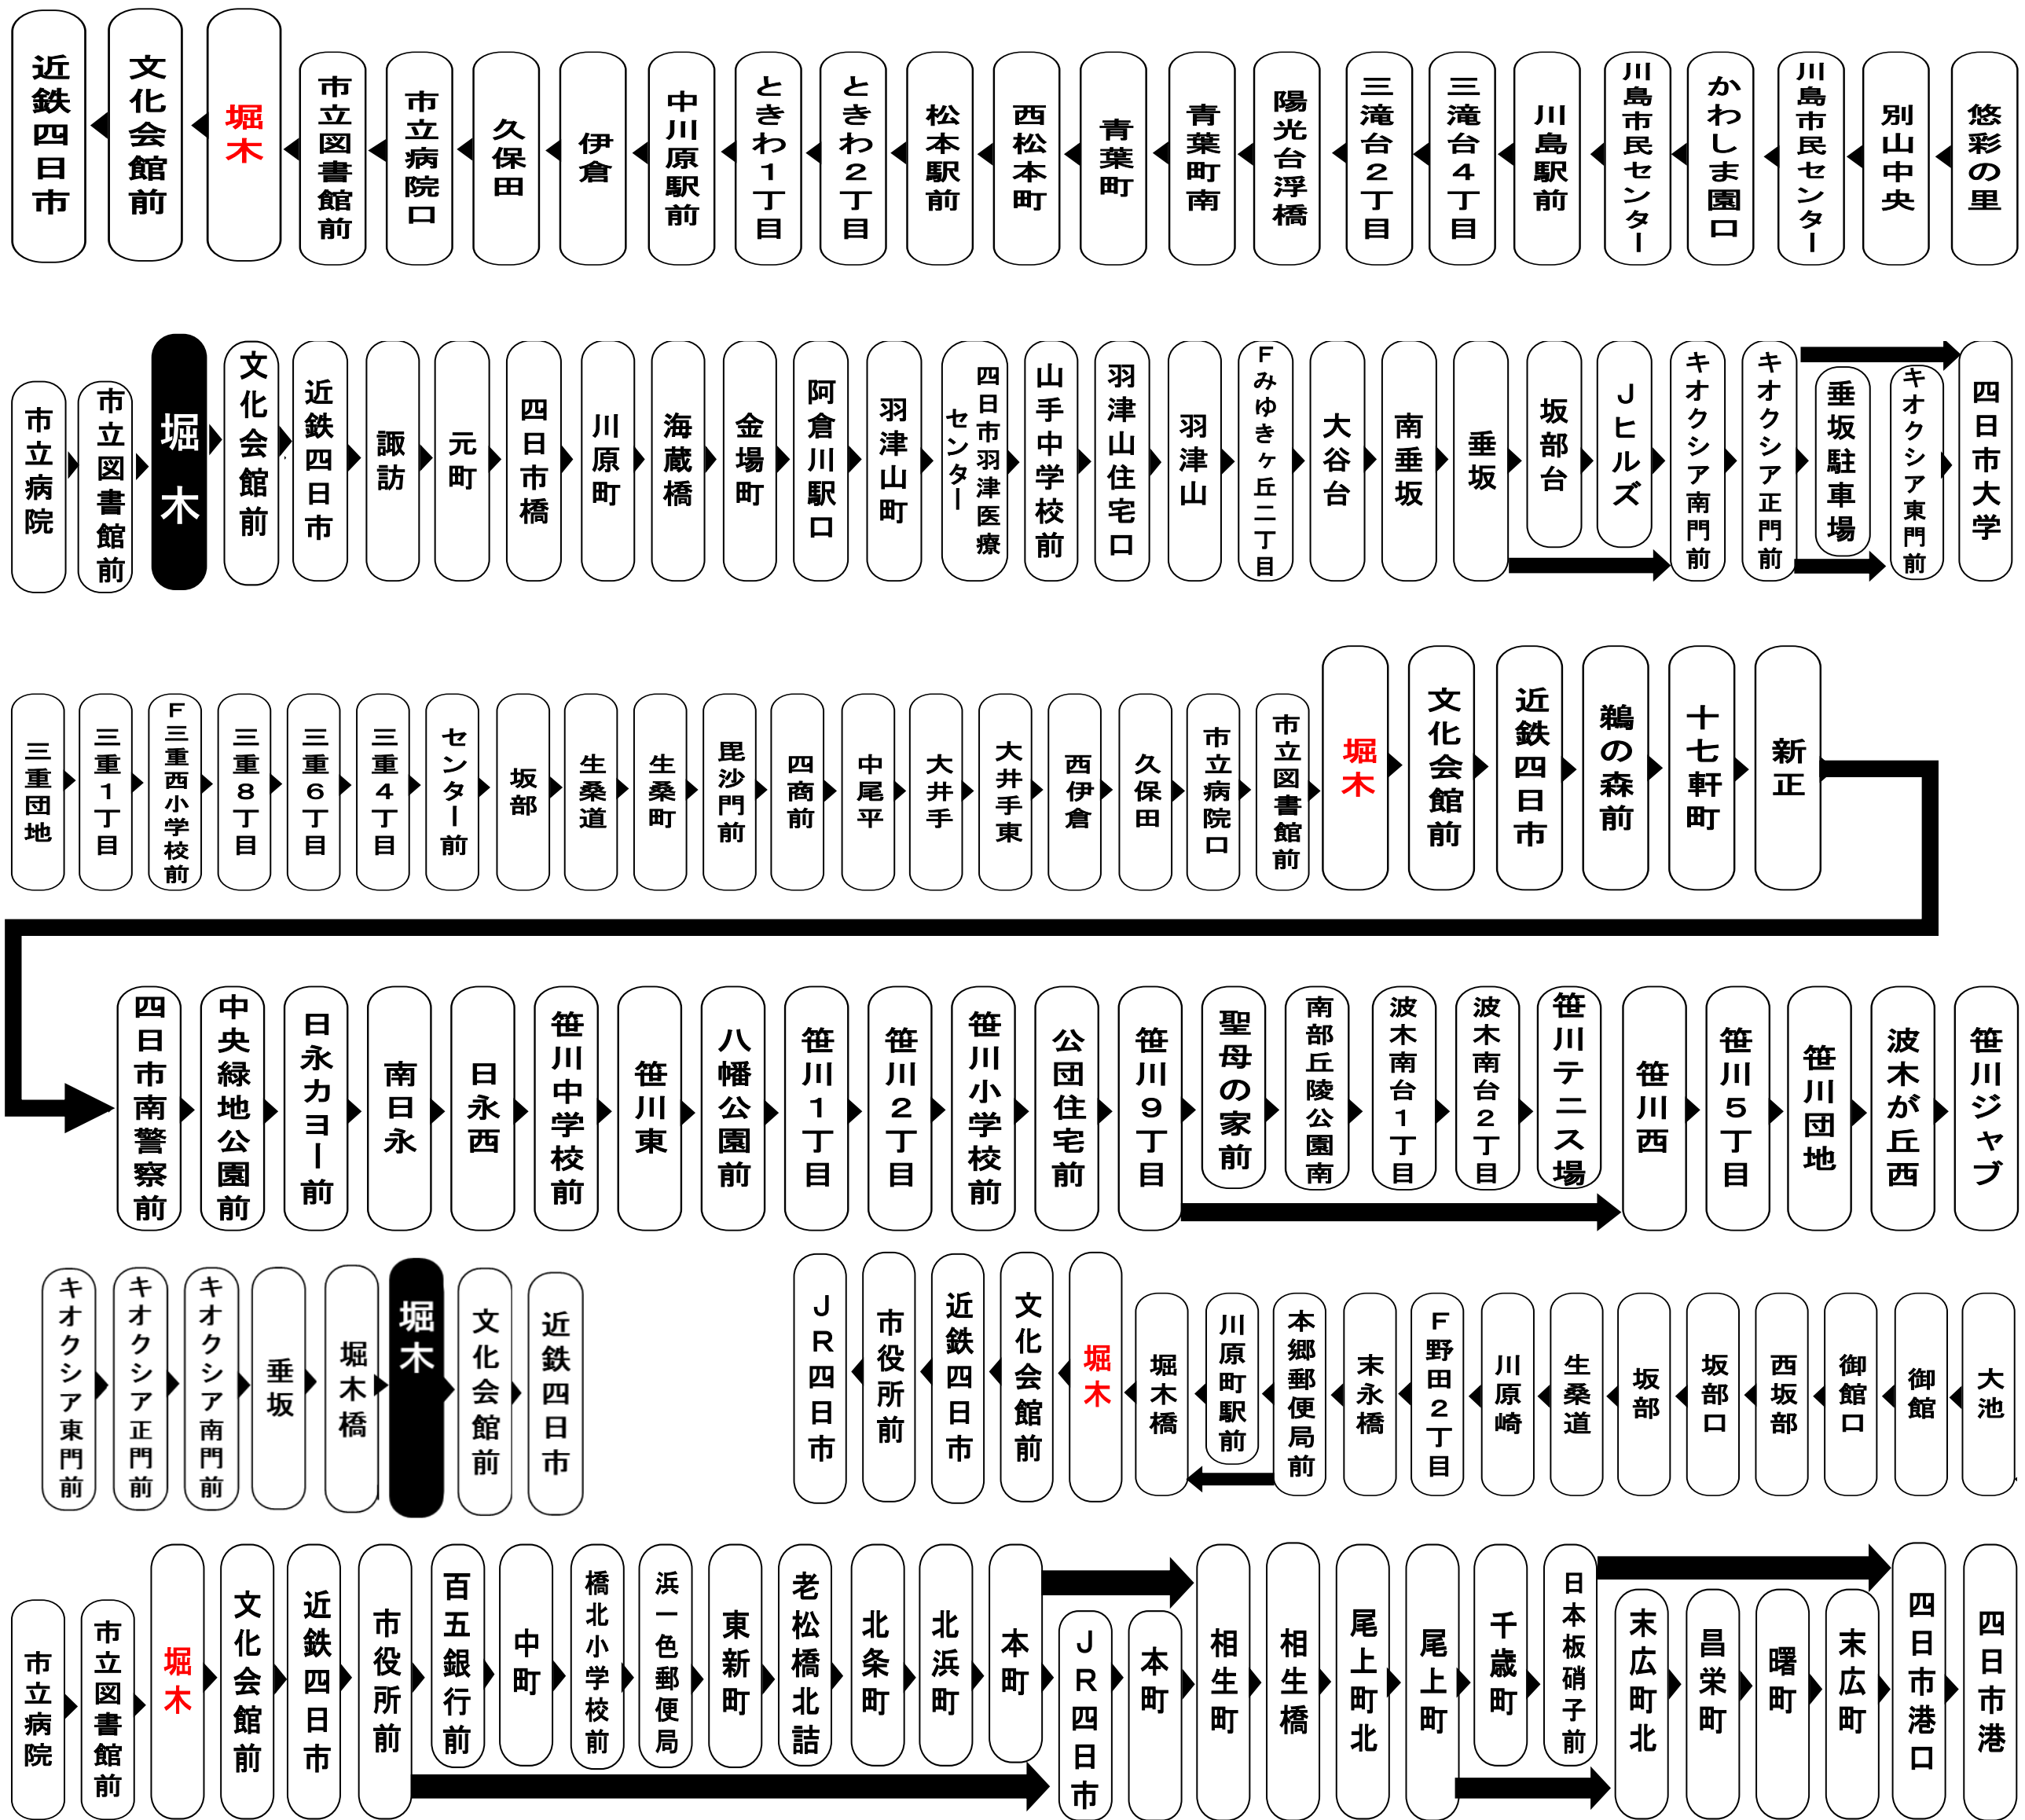 近鉄四日市
文化会館前
堀木
市立図書館前
市立病院口
久保田
伊倉
中川原駅前
ときわ1丁目
ときわ2丁目
松本駅前
西松本町
青葉町
青葉町南
陽光台浮橋
三滝台2丁目
三滝台4丁目
川島駅前
川島市民センター
かわしま園口
川島市民センター
別山中央
悠彩の里
市立病院
市立図書館前
堀木
文化会館前
近鉄四日市
諏訪
元町
四日市橋
川原町
海蔵橋
金場町
阿倉川駅口
羽津山町
四日市羽津医療
センター
山手中学校前
羽津山住宅口
羽津山
Fみゆきヶ丘二丁目
大谷台
南垂坂
垂坂
坂部台
Jヒルズ
キオクシア南門前
キオクシア正門前
垂坂駐車場
キオクシア東門前
四日市大学
三重団地
三重1丁目
F三重西小学校前
三重8丁目
三重6丁目
三重4丁目
センター前
坂部
生桑道
生桑町
毘沙門前
四商前
中尾平
大井手
大井手東
西伊倉
久保田
市立病院口
市立図書館前
堀木
文化会館前
近鉄四日市
鵜の森前
十七軒町
新正
四日市南警察前
中央緑地公園前
日永カヨー前
南日永
日永西
笹川中学校前
笹川東
八幡公園前
笹川1丁目
笹川2丁目
笹川小学校前
公団住宅前
笹川9丁目
聖母の家前
南部丘陵公園南
波木南台1丁目
波木南台2丁目
笹川テニス場
笹川西
笹川5丁目
笹川団地
波木が丘西
笹川ジャブ
キオクシア東門前
キオクシア正門前
キオクシア南門前
垂坂
堀木橋
堀木
文化会館前
近鉄四日市
JR四日市
市役所前
近鉄四日市
文化会館前
堀木
堀木橋
川原町駅前
本郷郵便局前
末永橋
F野田2丁目
川原崎
生桑道
坂部
坂部口
西坂部
御館口
御館
大池
市立病院
市立図書館前
堀木
文化会館前
近鉄四日市
市役所前
百五銀行前
中町
橋北小学校前
浜一色郵便局
東新町
老松橋北詰
北条町
北浜町
本町
JR四日市
本町
相生町
相生橋
尾上町北
尾上町
千歳町
日本板硝子前
末広町北
昌栄町
曙町
末広町
四日市港口
四日市港